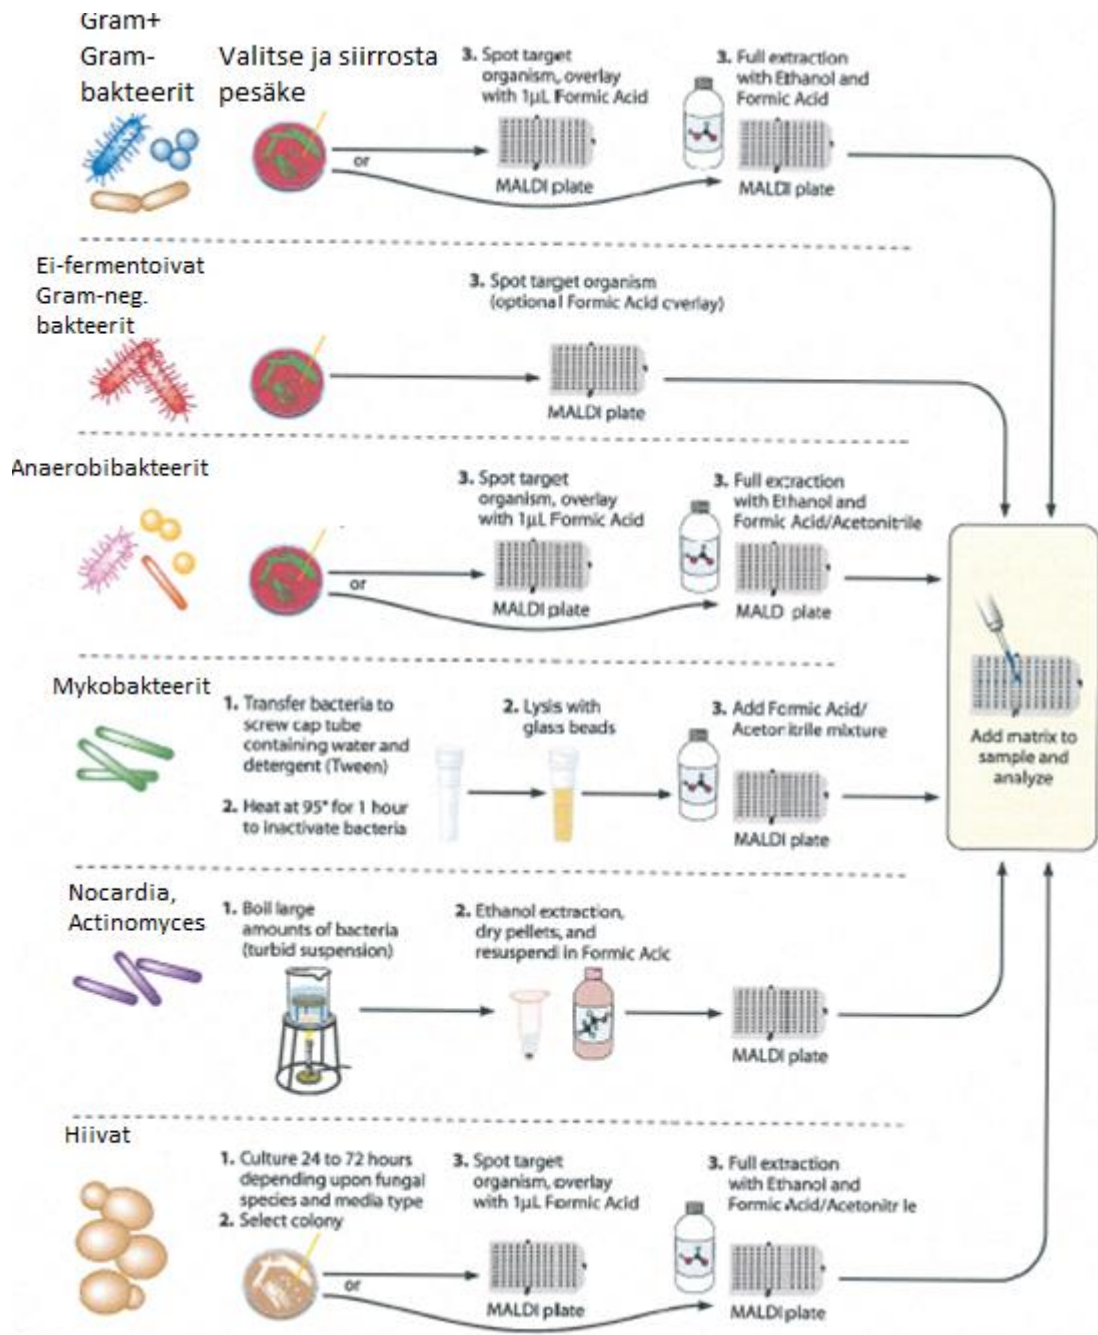 Gram+
Gram-
bakteerit
Valitse ja siirrosta
pesäke
3. Spot target
organism, overlay
with 1µL Formic Acid
3. Full extraction
with Ethanol and
Formic Acid
or
MALDI plate
MALDI plate
Ei-fermentoivat
Gram-neg.
bakteerit
3. Spot target organism
(optional Formic Acid overlay)
MALDI plate
Anaerobibakteerit
3. Spot target
organism, overlay
with 1µL Formic Acid
3. Full extraction
with Ethanol and
Formic Acid/Acetonitrile
or
MALDI plate
MALD plate
Mykobakteerit
1. Transfer bacteria to
screw cap tube
containing water and
detergent (Tween)
2. Heat at 95° for 1 hour
to inactivate bacteria
2. Lysis with
glass beads
3. Add Formic Acid/
Acetonitrile mixture
MALDI plate
Add matrix to
sample and
analyze
Nocardia,
Actinomyces
1. Boil large
amounts of bacteria
(turbid suspension)
2. Ethanol extraction,
dry pellets, and
resuspend in Formic Acid
MALDI plate
Hiivat
1. Culture 24 to 72 hours
depending upon fungal
species and media type
2. Select colony
3. Spot target
organism, overlay
with 1µL Formic Acid
3. Full extraction
with Ethanol and
Formic Acid/Acetonitrile
or
MALDI plate
MALDI plate